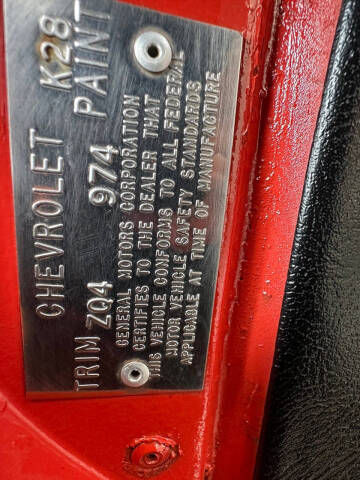 CHEVROLET K28
TRIM ZQ4 974 PAINT
GENERAL MOTORS CORPORATION
CERTIFIES TO THE DEALER THAT
THIS VEHICLE CONFORMS TO ALL FEDERAL
MOTOR VEHICLE SAFETY STANDARDS
APPLICABLE AT TIME OF MANUFACTURE